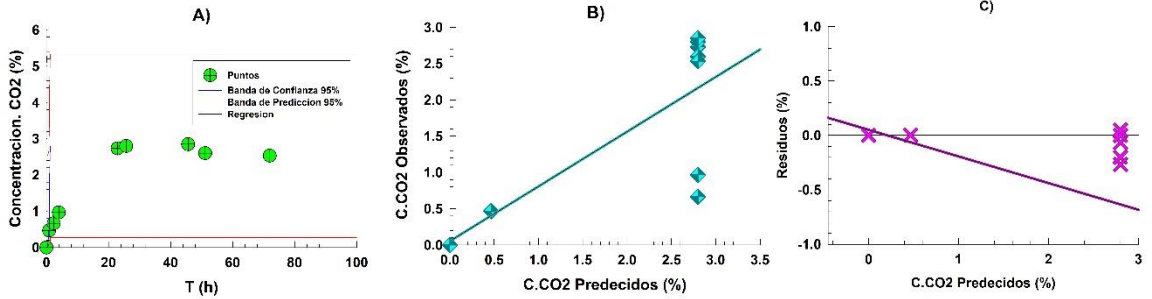 A)
6
5
4
3
2
1
0
Concentracion. CO2 (%)
Puntos
Banda de Confianza 95%
Banda de Prediccion 95%
Regresion
0 20 40 60 80 100
T (h)
B)
3.0
2.5
2.0
1.5
1.0
0.5
0.0
C.CO2 Observados (%)
0.0 0.5 1.0 1.5 2.0 2.5 3.0 3.5
C.CO2 Predecidos (%)
C)
1.0
0.5
0.0
-0.5
-1.0
Residuos (%)
0 1 2 3
C.CO2 Predecidos (%)